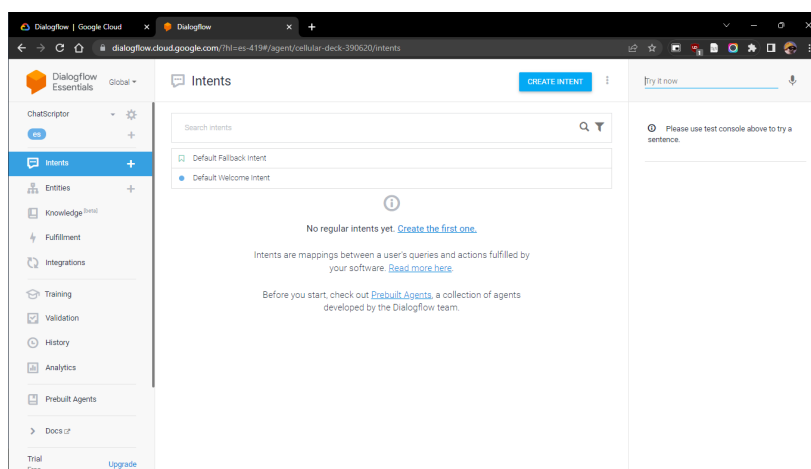 Dialogflow | Google Cloud
Dialogflow
dialogflow.cloud.google.com/?hl=es-419#/agent/cellular-deck-390620/intents
Dialogflow
Essentials
Global
Intents
CREATE INTENT
Try it now
ChatScriptor
es
Search intents
Please use test console above to try a
sentence.
Intents
Default Fallback Intent
Default Welcome Intent
Entities
Knowledge [beta]
No regular intents yet. Create the first one.
Fulfillment
Intents are mappings between a user's queries and actions fulfilled by
your software. Read more here.
Integrations
Before you start, check out Prebuilt Agents, a collection of agents
developed by the Dialogflow team.
Training
Validation
History
Analytics
Prebuilt Agents
Docs
Trial
Upgrade